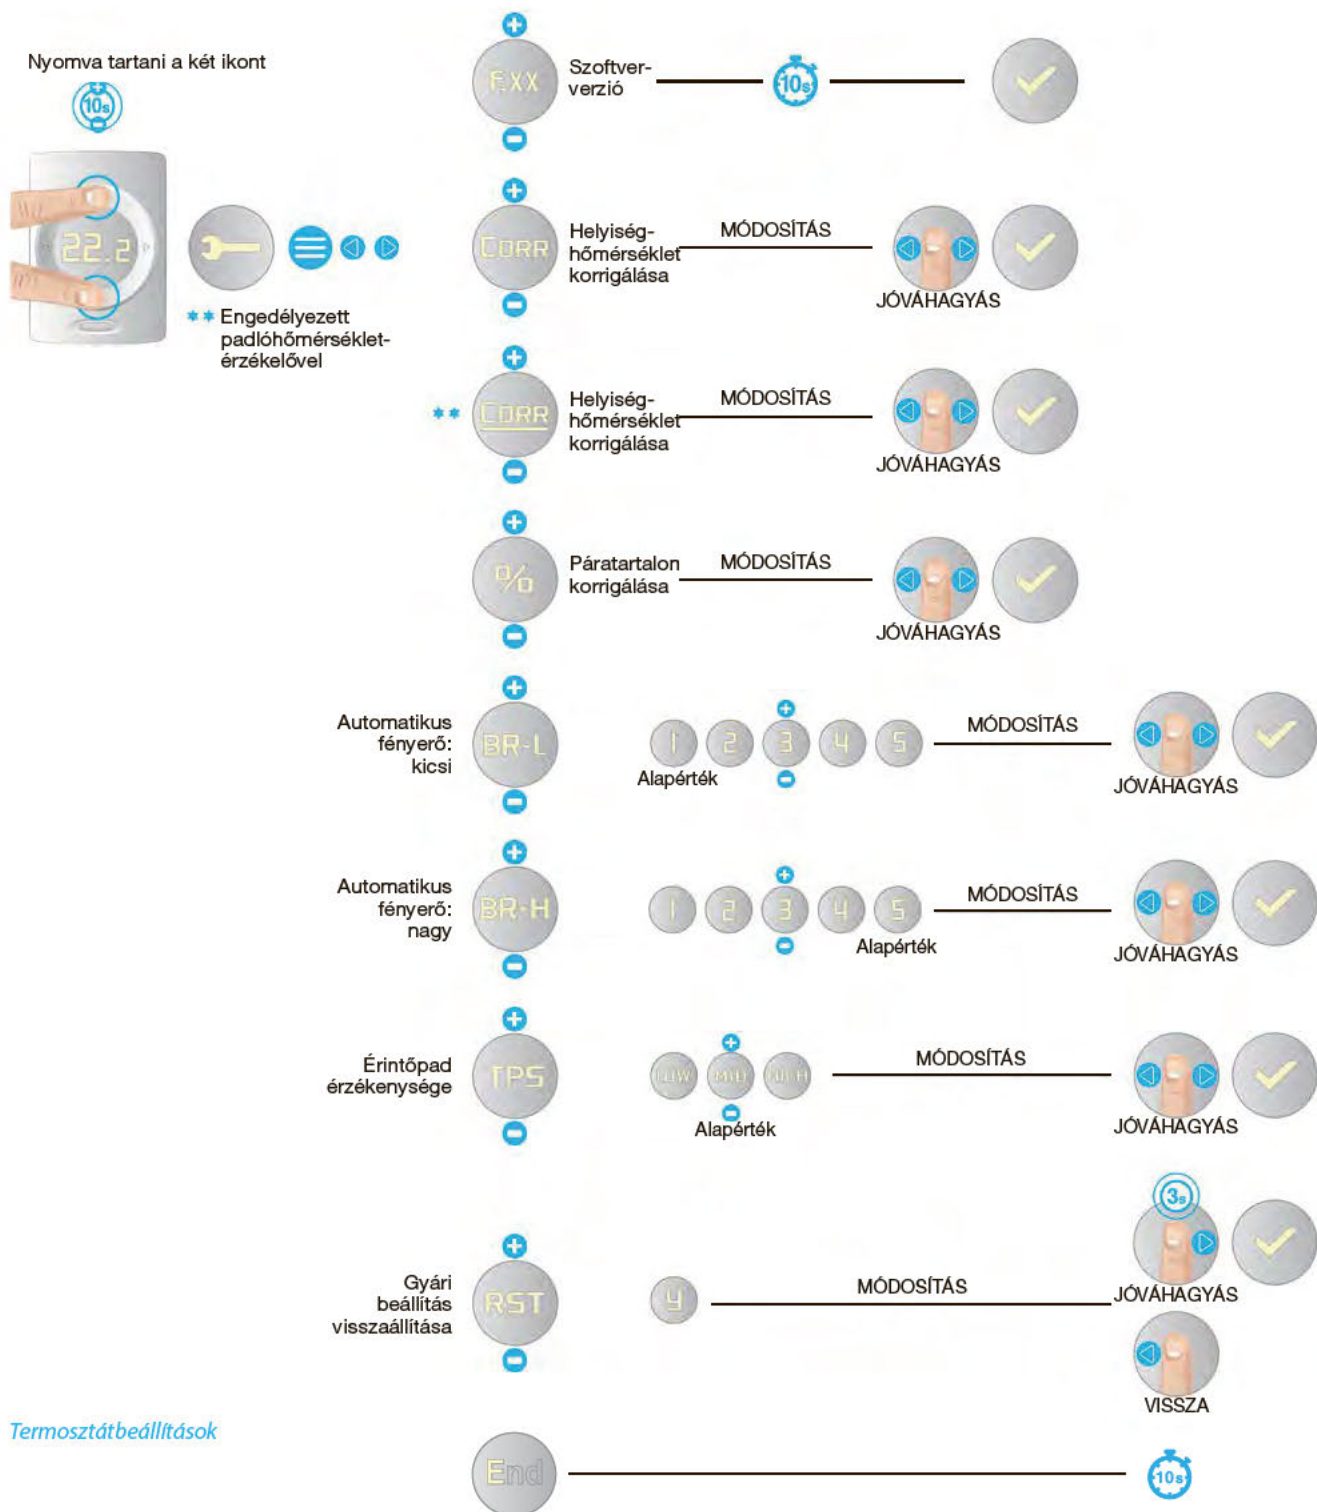 Nyomva tartani a két ikont
10s
22.2
** Engedélyezett
padlóhőmérséklet-
érzékelővel
F.XX
Szoftver-
verzió
10s
CORR
Helyiség-
hőmérséklet
korrigálása
MÓDOSÍTÁS
JÓVÁHAGYÁS
**
CORR
Helyiség-
hőmérséklet
korrigálása
MÓDOSÍTÁS
JÓVÁHAGYÁS
%
Páratartalon
korrigálása
MÓDOSÍTÁS
JÓVÁHAGYÁS
Automatikus
fényerő:
kicsi
BR-L
1 2 3 4 5
Alapérték
MÓDOSÍTÁS
JÓVÁHAGYÁS
Automatikus
fényerő:
nagy
BR-H
1 2 3 4 5
Alapérték
MÓDOSÍTÁS
JÓVÁHAGYÁS
Érintőpad
érzékenysége
TPS
LOW MID HIGH
Alapérték
MÓDOSÍTÁS
JÓVÁHAGYÁS
Gyári
beállítás
visszaállítása
RST
y
MÓDOSÍTÁS
3s
JÓVÁHAGYÁS
VISSZA
Termosztátbeállítások
End
10s